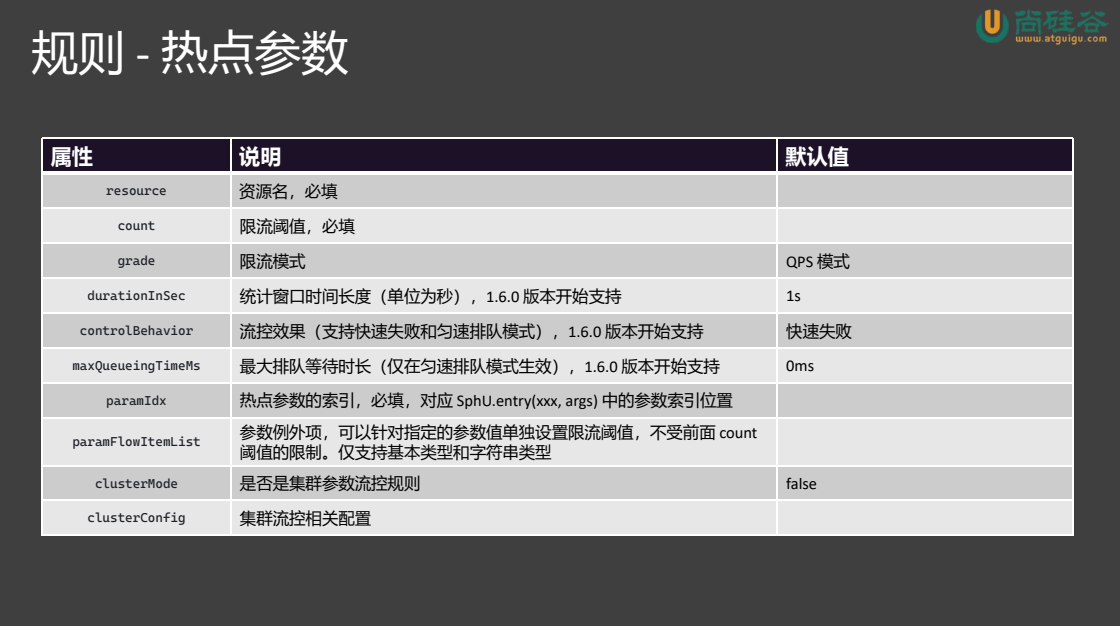 尚硅谷
www.atguigu.com
规则 - 热点参数
属性 说明 默认值
resource 资源名，必填
count 限流阈值，必填
grade 限流模式 QPS 模式
durationInSec 统计窗口时间长度（单位为秒），1.6.0 版本开始支持 1s
controlBehavior 流控效果（支持快速失败和匀速排队模式），1.6.0 版本开始支持 快速失败
maxQueueingTimeMs 最大排队等待时长（仅在匀速排队模式生效），1.6.0 版本开始支持 0ms
paramIdx 热点参数的索引，必填，对应 SphU.entry(xxx, args) 中的参数索引位置
paramFlowItemList 参数例外项，可以针对指定的参数值单独设置限流阈值，不受前面 count
阈值的限制。仅支持基本类型和字符串类型
clusterMode 是否是集群参数流控规则 false
clusterConfig 集群流控相关配置